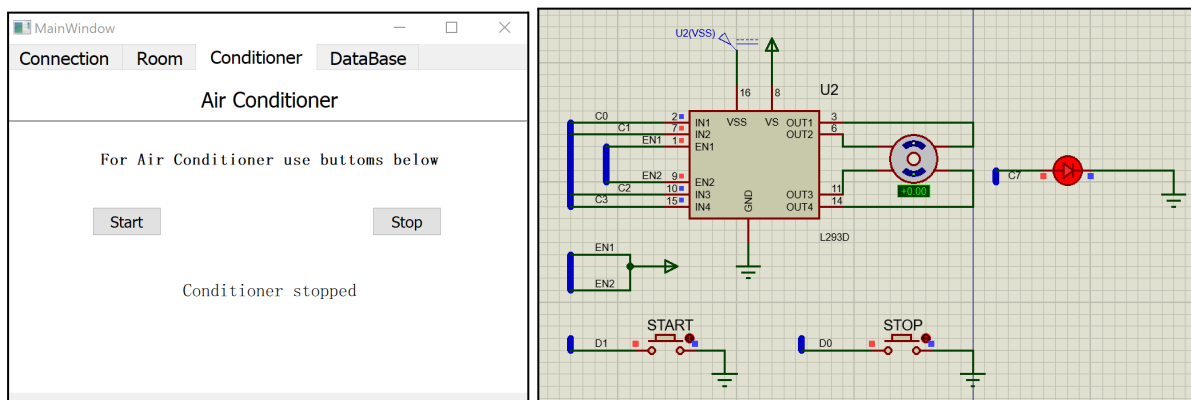 MainWindow
Connection Room Conditioner DataBase
Air Conditioner
For Air Conditioner use buttoms below
Start Stop
Conditioner stopped
U2(VSS)
16 8 U2
C0 2 IN1 VSS VS OUT1 3
C1 7 IN2 OUT2 6
EN1 1 EN1
EN2 9 EN2
C2 10 IN3 GND OUT3 11
C3 15 IN4 OUT4 14
+0.00
L293D
C7
EN1
EN2
START STOP
D1 D0